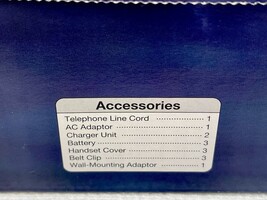 Accessories
Telephone Line Cord ............ 1
AC Adaptor ............ 1
Charger Unit ............ 2
Battery ............ 3
Handset Cover ............ 3
Belt Clip ............ 3
Wall-Mounting Adaptor ............ 1